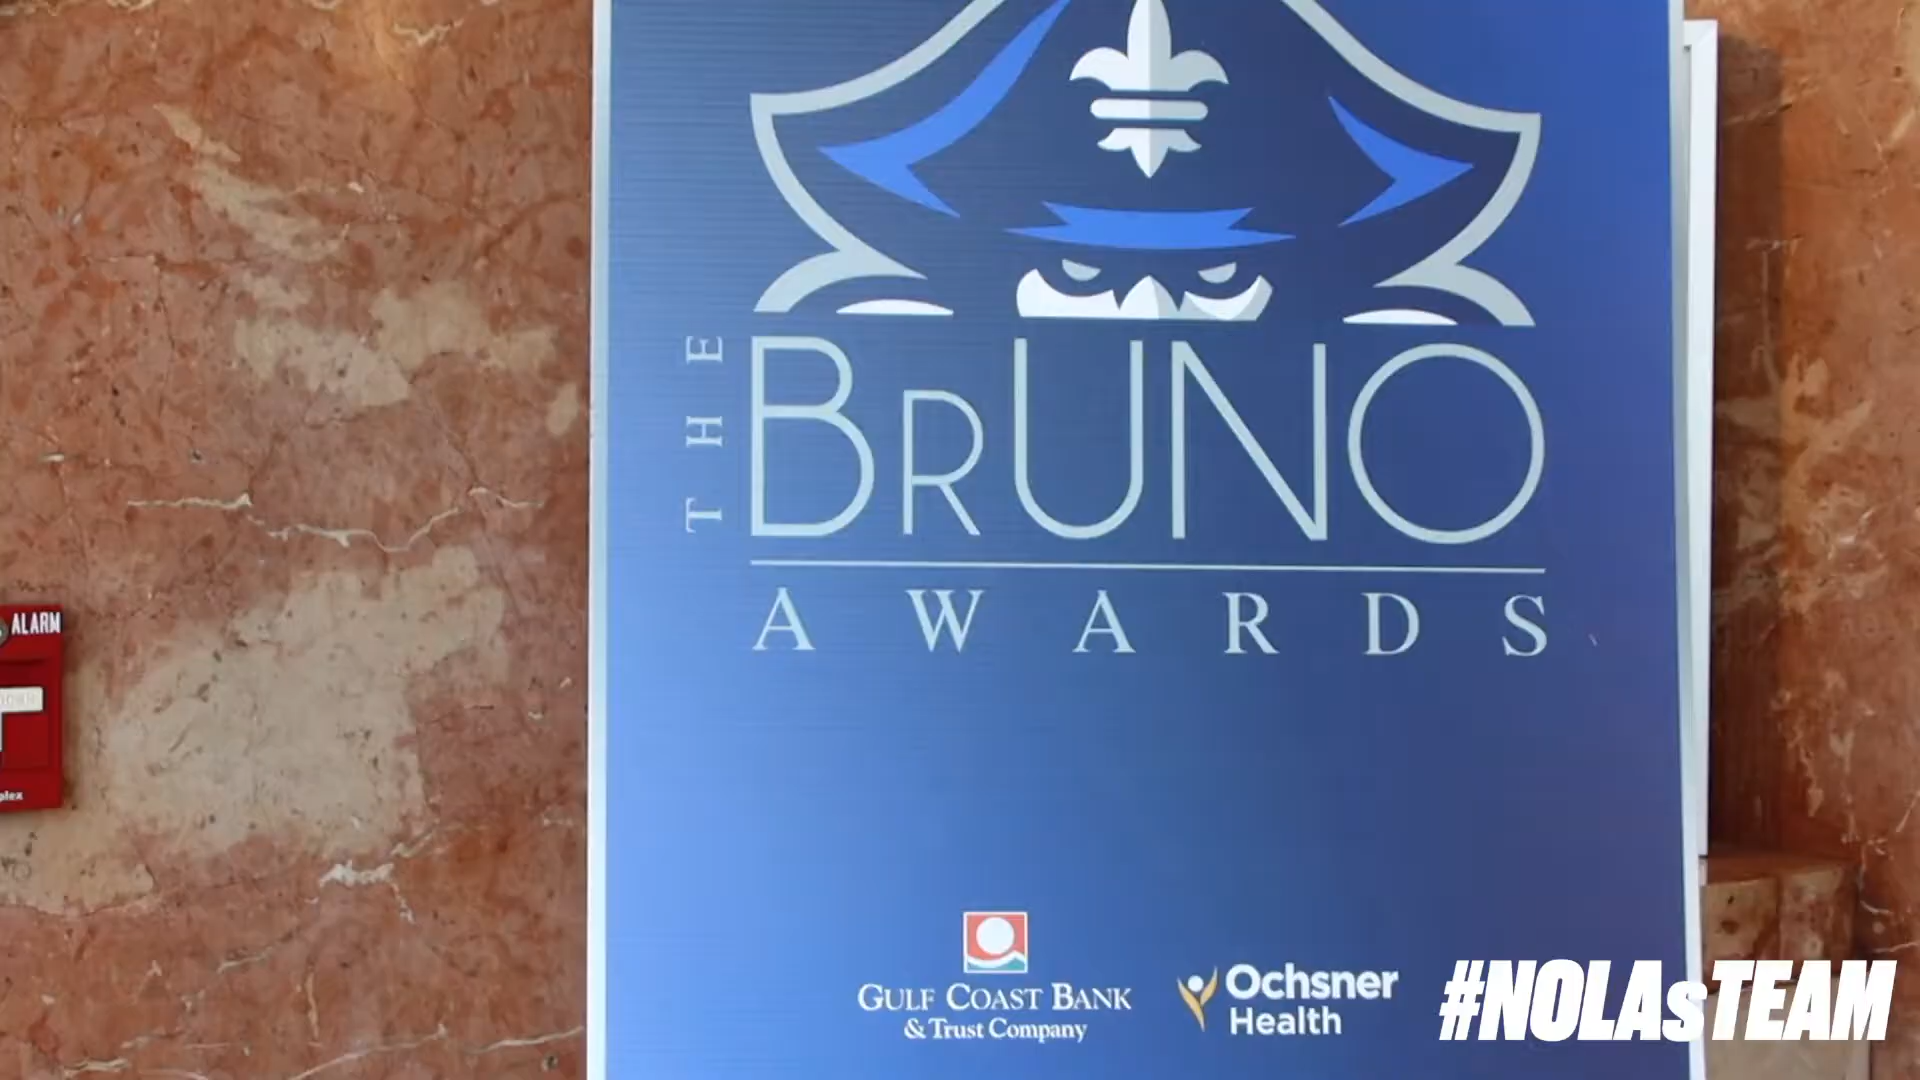 THE
BrUNO
AWARDS
ALARM
GULF COAST BANK
& Trust Company
Ochsner
Health
#NOLAsTEAM